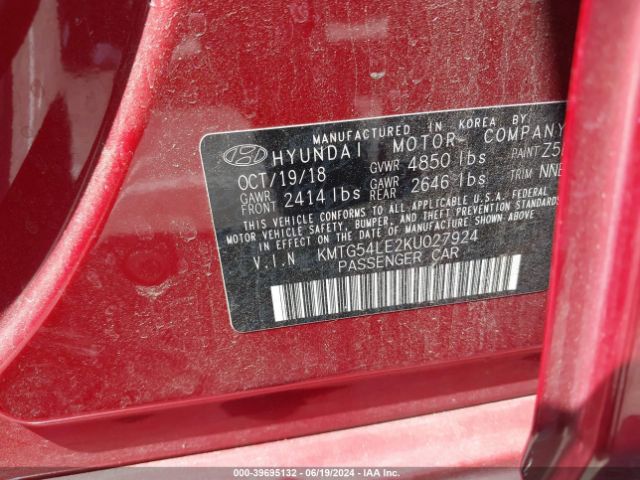 MANUFACTURED IN KOREA BY:
HYUNDAI MOTOR COMPANY
OCT/19/18 GVWR 4850 lbs PAINT
GAWR FRONT 2414 lbs GAWR REAR 2646 lbs TRIM
THIS VEHICLE CONFORMS TO ALL APPLICABLE U.S. FEDERAL
MOTOR VEHICLE SAFETY, BUMPER, AND THEFT PREVENTION STANDARDS
IN EFFECT ON THE DATE OF MANUFACTURE SHOWN ABOVE.
V.I.N KMTG54LE2KU027924
PASSENGER CAR
000-39695132 - 06/19/2024 - IAA Inc.